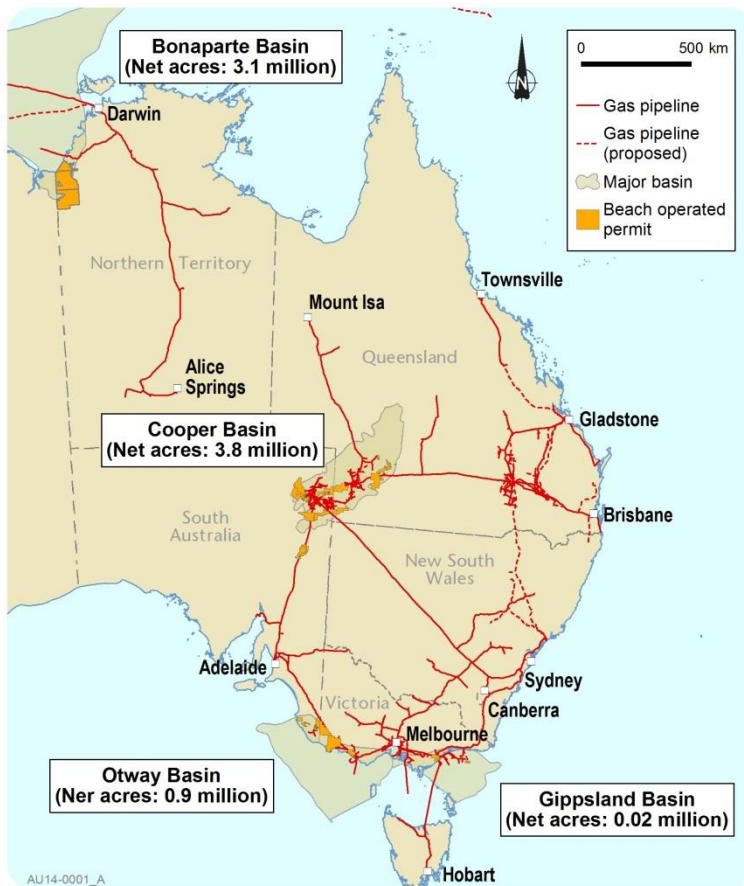 Bonaparte Basin
(Net acres: 3.1 million)
0 500 km
N
Gas pipeline
Gas pipeline
(proposed)
Major basin
Beach operated
permit
Darwin
Northern Territory
Townsville
Mount Isa
Queensland
Alice
Springs
Gladstone
Cooper Basin
(Net acres: 3.8 million)
South
Australia
Brisbane
New South
Wales
Adelaide
Sydney
Victoria
Canberra
Melbourne
Otway Basin
(Ner acres: 0.9 million)
Gippsland Basin
(Net acres: 0.02 million)
AU14-0001_A
Hobart